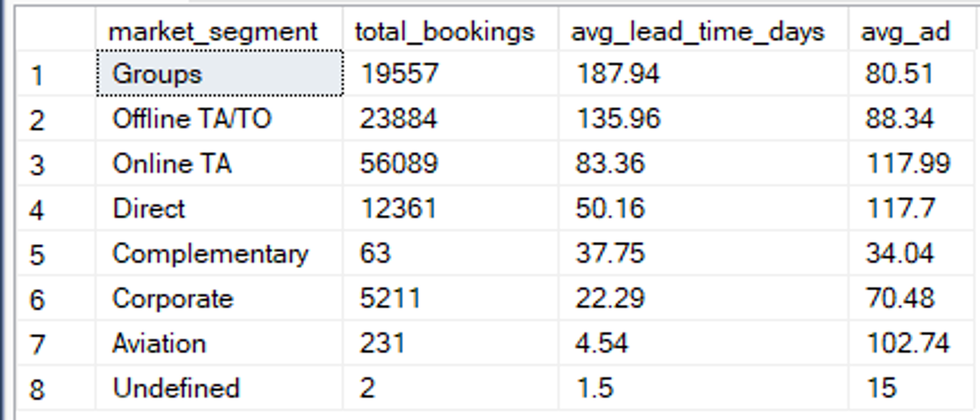 market_segment total_bookings avg_lead_time_days avg_ad
1 Groups 19557 187.94 80.51
2 Offline TA/TO 23884 135.96 88.34
3 Online TA 56089 83.36 117.99
4 Direct 12361 50.16 117.7
5 Complementary 63 37.75 34.04
6 Corporate 5211 22.29 70.48
7 Aviation 231 4.54 102.74
8 Undefined 2 1.5 15